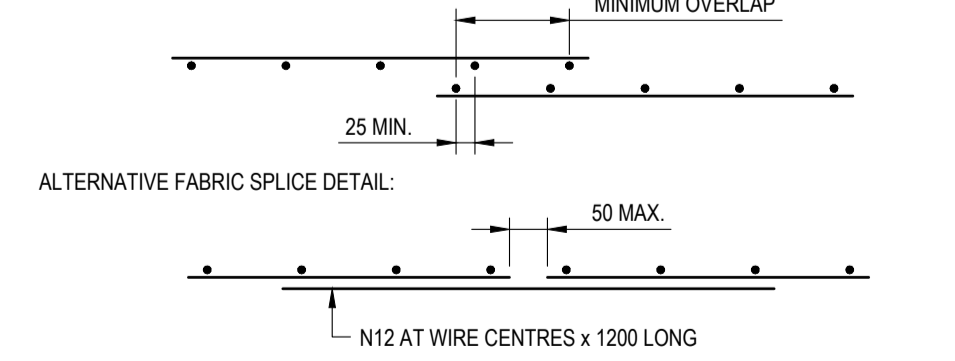 MINIMUM OVERLAP
25 MIN.
ALTERNATIVE FABRIC SPLICE DETAIL:
50 MAX.
N12 AT WIRE CENTRES x 1200 LONG